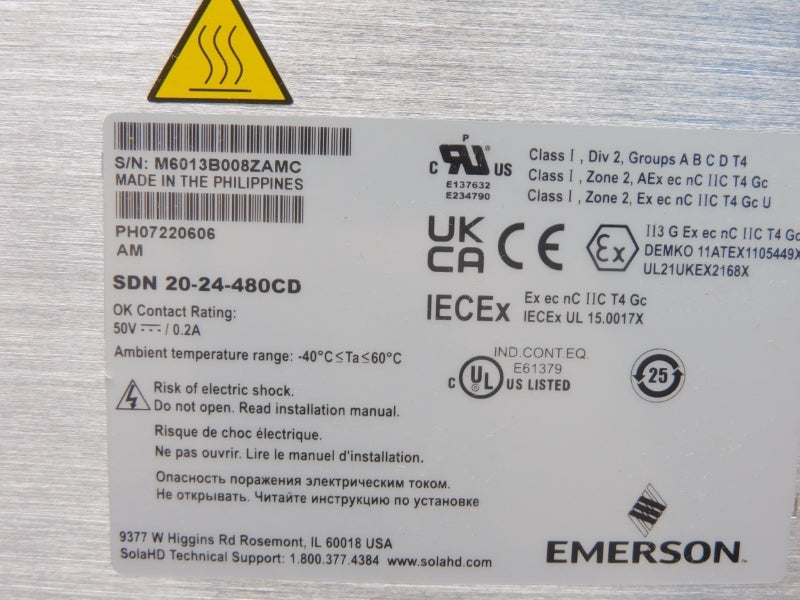 S/N: M6013B008ZAMC
MADE IN THE PHILIPPINES
PH07220606
AM
SDN 20-24-480CD
OK Contact Rating:
50V ⎓ / 0.2A
Ambient temperature range: -40°C≤Ta≤60°C
Risk of electric shock.
Do not open. Read installation manual.
Risque de choc électrique.
Ne pas ouvrir. Lire le manuel d'installation.
Опасность поражения электрическим током.
Не открывать. Читайте инструкцию по установке
9377 W Higgins Rd Rosemont, IL 60018 USA
SolaHD Technical Support: 1.800.377.4384 www.solahd.com
P
C RU® US
E137632
E234790
Class I, Div 2, Groups A B C D T4
Class I, Zone 2, AEx ec nC IIC T4 Gc
Class I, Zone 2, Ex ec nC IIC T4 Gc U
UK
CA
CE
Ex
II3 G Ex ec nC IIC T4 Gc
DEMKO 11ATEX1105449X
UL21UKEX2168X
IECEx
Ex ec nC IIC T4 Gc
IECEx UL 15.0017X
IND.CONT.EQ.
E61379
C UL® US LISTED
25
EMERSON™